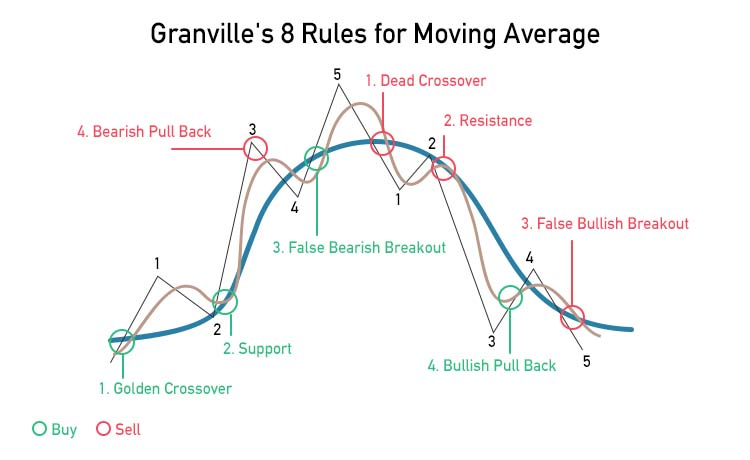 Granville's 8 Rules for Moving Average
5
1. Dead Crossover
2. Resistance
4. Bearish Pull Back
3
2
4
1
3. False Bullish Breakout
3. False Bearish Breakout
4
1
2
3
2. Support
4. Bullish Pull Back
5
1. Golden Crossover
Buy
Sell